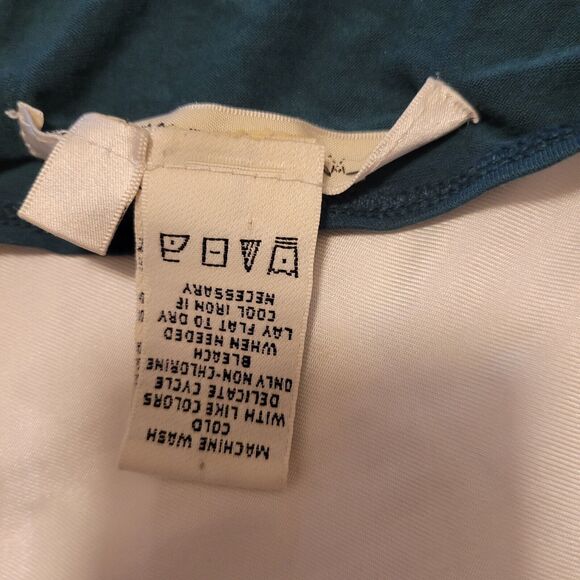 MACHINE WASH
COLD
WITH LIKE COLORS
DELICATE CYCLE
ONLY NON-CHLORINE
BLEACH
WHEN NEEDED
LAY FLAT TO DRY
COOL IRON IF
NECESSARY